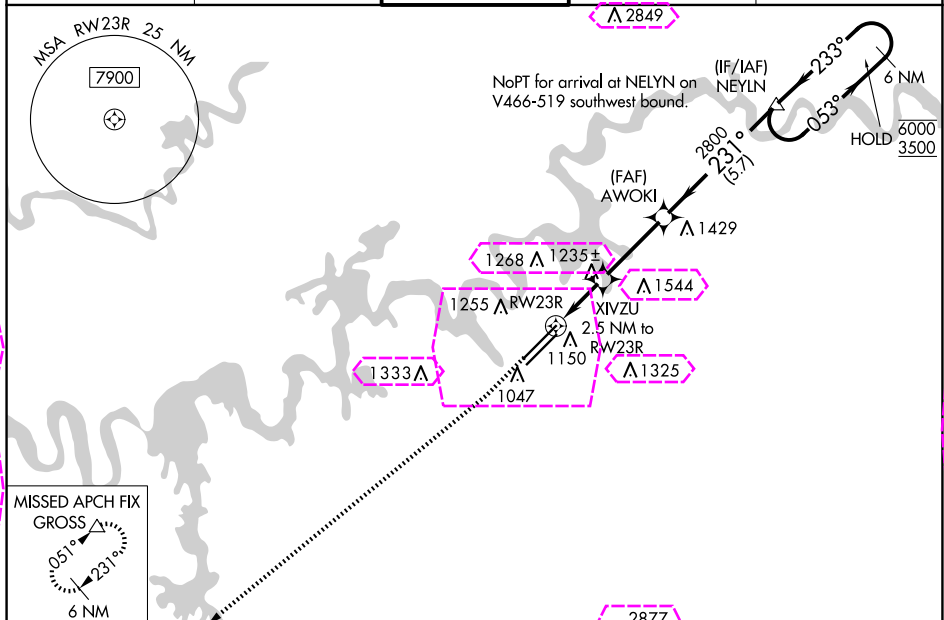 2849
MSA RW23R 25 NM
7900
NoPT for arrival at NELYN on
V466-519 southwest bound.
(IF/IAF)
NEYLN
233°
6 NM
053°
HOLD
6000
3500
2800
231°
(5.7)
(FAF)
AWOKI
1429
1268
1235±
1544
1255
RW23R
XIVZU
2.5 NM to
RW23R
1150
1333
1325
1047
MISSED APCH FIX
GROSS
051°
231°
6 NM
2877